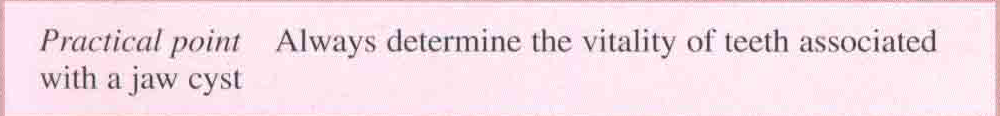 Practical point Always determine the vitality of teeth associated
with a jaw cyst